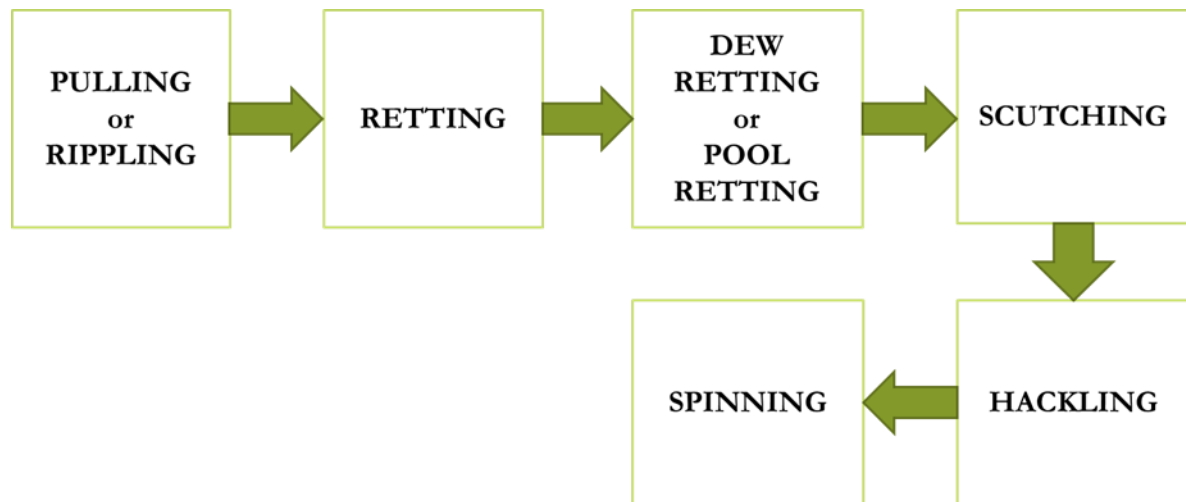 PULLING
or
RIPPLING
RETTING
DEW
RETTING
or
POOL
RETTING
SCUTCHING
HACKLING
SPINNING